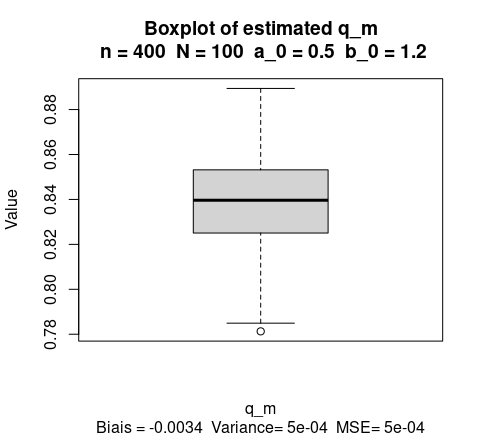 Boxplot of estimated q_m
n = 400 N = 100 a_0 = 0.5 b_0 = 1.2
0.88
0.86
0.84
0.82
0.80
0.78
Value
q_m
Biais = -0.0034 Variance= 5e-04 MSE= 5e-04